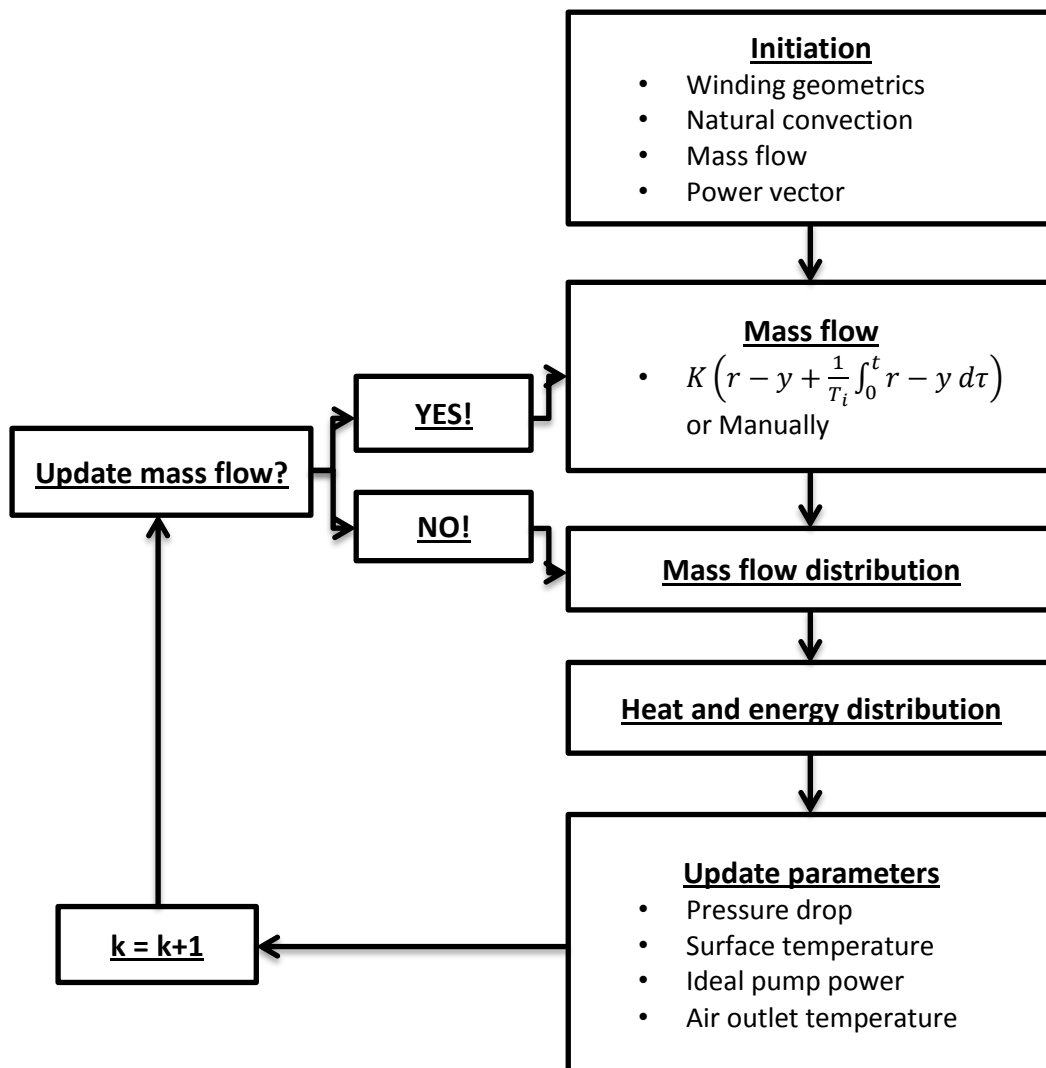 Initiation
• Winding geometrics
• Natural convection
• Mass flow
• Power vector
Mass flow
• K(r − y + 1/T_i ∫_0^t r − y dτ)
or Manually
YES!
Update mass flow?
NO!
Mass flow distribution
Heat and energy distribution
Update parameters
• Pressure drop
• Surface temperature
• Ideal pump power
• Air outlet temperature
k = k+1